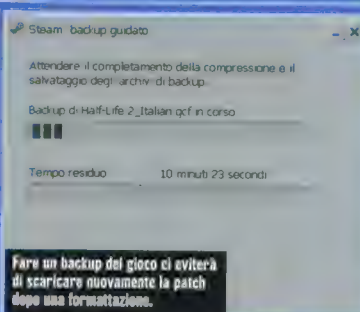 Steam backup guidato
Attendere il completamento della compressione e il
salvataggio degli archivi di backup.
Backup di Half-Life 2_Italian gcf in corso
Tempo residuo 10 minuti 23 secondi
Fare un backup del gioco ci eviterà
di scaricare nuovamente la patch
dopo una formattazione.